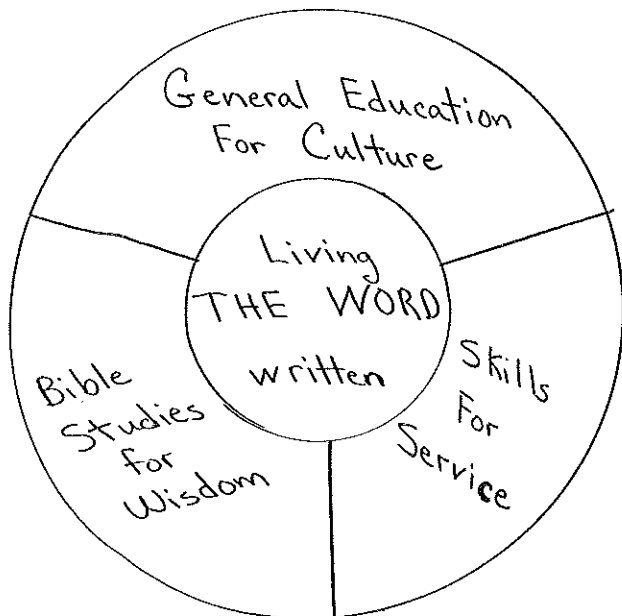 General Education
For Culture
Living
THE WORD
written
Bible
Studies
for
Wisdom
Skills
For
Service